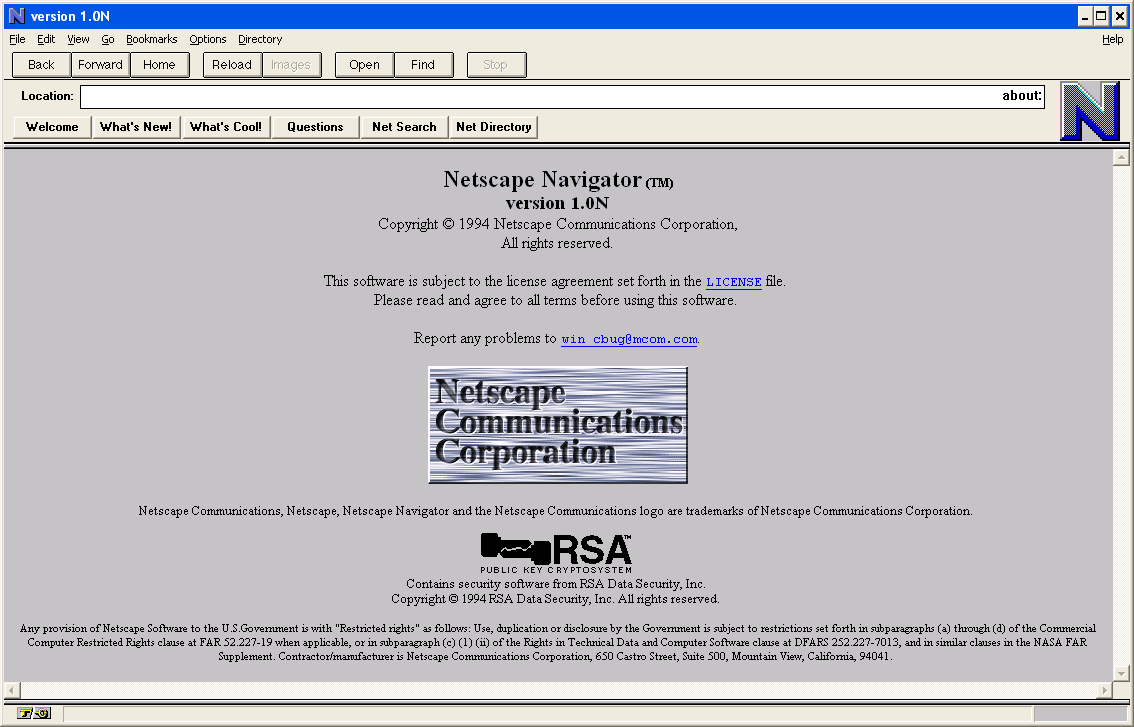 version 1.0N
File Edit View Go Bookmarks Options Directory Help
Back Forward Home Reload Images Open Find Stop
Location: about:
Welcome What's New! What's Cool! Questions Net Search Net Directory
N
Netscape Navigator (TM)
version 1.0N
Copyright © 1994 Netscape Communications Corporation,
All rights reserved.
This software is subject to the license agreement set forth in the LICENSE file.
Please read and agree to all terms before using this software.
Report any problems to win_cbug@mcom.com.
Netscape
Communications
Corporation
Netscape Communications, Netscape, Netscape Navigator and the Netscape Communications logo are trademarks of Netscape Communications Corporation.
RSA™
PUBLIC KEY CRYPTOSYSTEM
Contains security software from RSA Data Security, Inc.
Copyright © 1994 RSA Data Security, Inc. All rights reserved.
Any provision of Netscape Software to the U.S.Government is with "Restricted rights" as follows: Use, duplication or disclosure by the Government is subject to restrictions set forth in subparagraphs (a) through (d) of the Commercial
Computer Restricted Rights clause at FAR 52.227-19 when applicable, or in subparagraph (c) (1) (ii) of the Rights in Technical Data and Computer Software clause at DFARS 252.227-7013, and in similar clauses in the NASA FAR
Supplement. Contractor/manufacturer is Netscape Communications Corporation, 650 Castro Street, Suite 500, Mountain View, California, 94041.